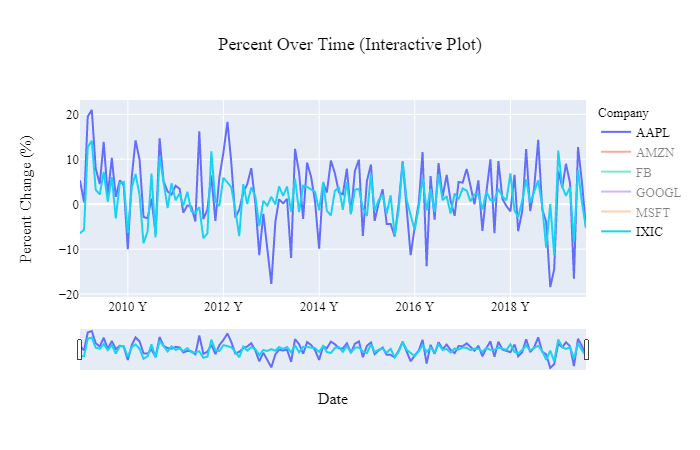 Percent Over Time (Interactive Plot)
Company
AAPL
AMZN
FB
GOOGL
MSFT
IXIC
Percent Change (%)
20
10
0
−10
−20
2010 Y 2012 Y 2014 Y 2016 Y 2018 Y
Date